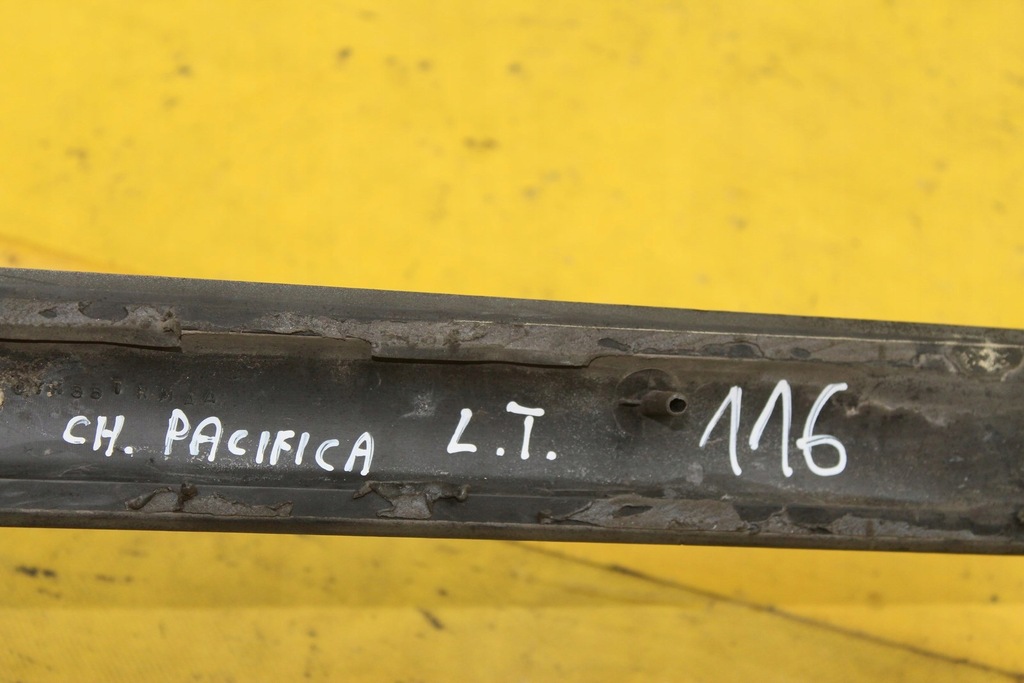 CH. PACIFICA L.T. 116